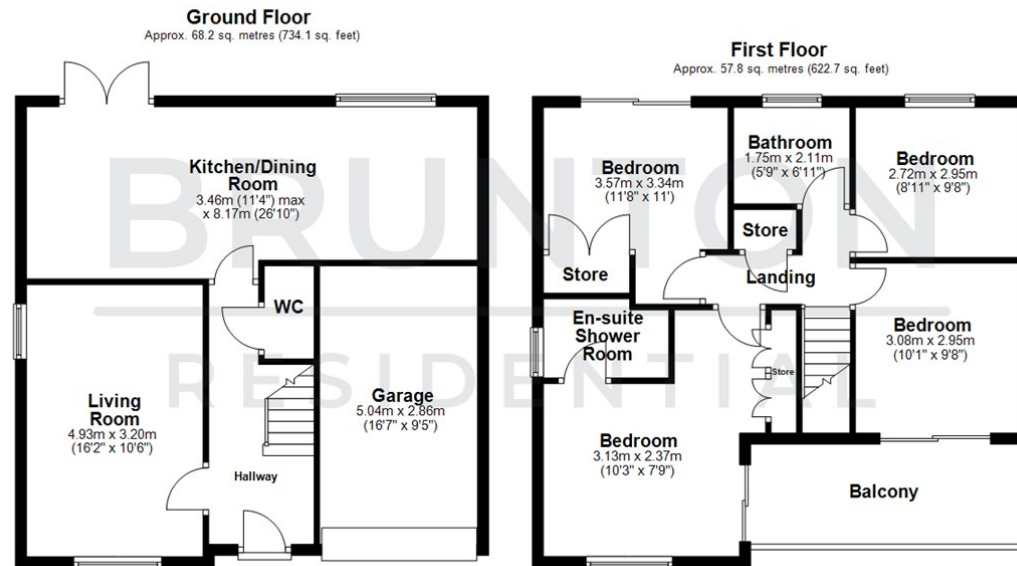 Ground Floor
Approx. 68.2 sq. metres (734.1 sq. feet)
Kitchen/Dining
Room
3.46m (11'4") max
x 8.17m (26'10")
WC
Living
Room
4.93m x 3.20m
(16'2" x 10'6")
Hallway
Garage
5.04m x 2.86m
(16'7" x 9'5")
First Floor
Approx. 57.8 sq. metres (622.7 sq. feet)
Bedroom
3.57m x 3.34m
(11'8" x 11')
Store
Bathroom
1.75m x 2.11m
(5'9" x 6'11")
Store
Landing
Bedroom
2.72m x 2.95m
(8'11" x 9'8")
En-suite
Shower
Room
Store
Bedroom
3.08m x 2.95m
(10'1" x 9'8")
Bedroom
3.13m x 2.37m
(10'3" x 7'9")
Balcony
BRUNTON
RESIDENTIAL